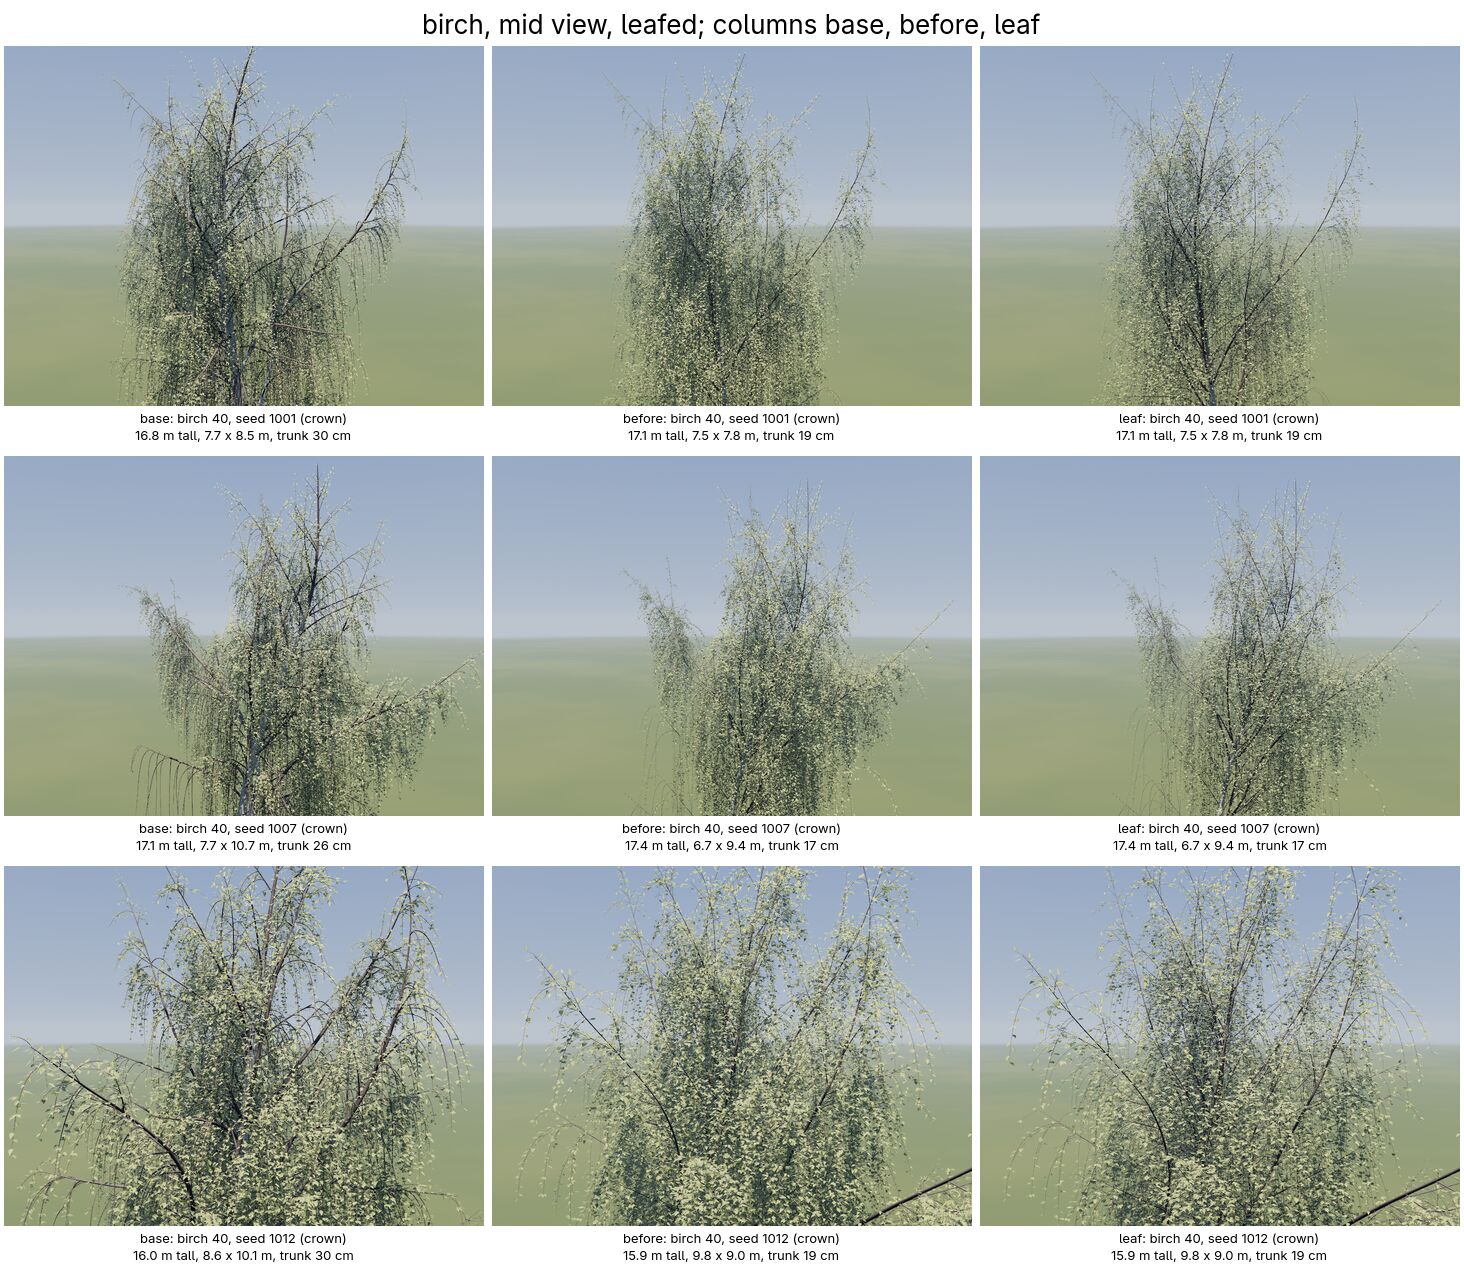 birch, mid view, leafed; columns base, before, leaf
base: birch 40, seed 1001 (crown)
16.8 m tall, 7.7 x 8.5 m, trunk 30 cm
before: birch 40, seed 1001 (crown)
17.1 m tall, 7.5 x 7.8 m, trunk 19 cm
leaf: birch 40, seed 1001 (crown)
17.1 m tall, 7.5 x 7.8 m, trunk 19 cm
base: birch 40, seed 1007 (crown)
17.1 m tall, 7.7 x 10.7 m, trunk 26 cm
before: birch 40, seed 1007 (crown)
17.4 m tall, 6.7 x 9.4 m, trunk 17 cm
leaf: birch 40, seed 1007 (crown)
17.4 m tall, 6.7 x 9.4 m, trunk 17 cm
base: birch 40, seed 1012 (crown)
16.0 m tall, 8.6 x 10.1 m, trunk 30 cm
before: birch 40, seed 1012 (crown)
15.9 m tall, 9.8 x 9.0 m, trunk 19 cm
leaf: birch 40, seed 1012 (crown)
15.9 m tall, 9.8 x 9.0 m, trunk 19 cm